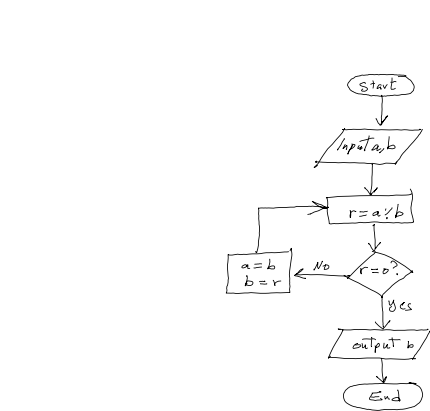 Start
Input a,b
r=a%b
r=0?
No
a=b
b=r
yes
output b
End